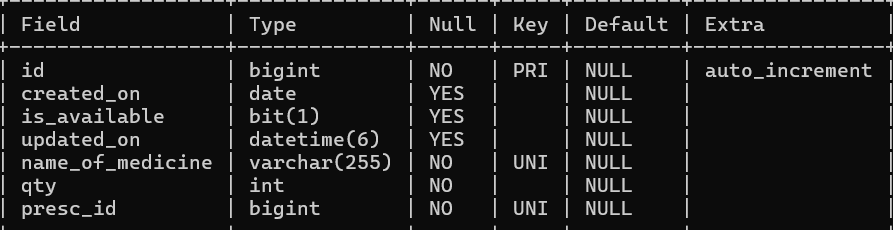 | Field | Type | Null | Key | Default | Extra |
| id | bigint | NO | PRI | NULL | auto_increment |
| created_on | date | YES | | NULL | |
| is_available | bit(1) | YES | | NULL | |
| updated_on | datetime(6) | YES | | NULL | |
| name_of_medicine | varchar(255) | NO | UNI | NULL | |
| qty | int | NO | | NULL | |
| presc_id | bigint | NO | UNI | NULL | |